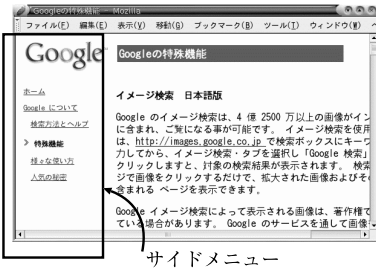 Googleの特殊機能 - Mozilla
ファイル(F) 編集(E) 表示(V) 移動(G) ブックマーク(B) ツール(T) ウィンドウ(W) ヘ
Google
Googleの特殊機能
ホーム
Google について
検索方法とヘルプ
特殊機能
様々な使い方
人気の秘密
イメージ検索 日本語版
Google のイメージ検索は、4 億 2500 万以上の画像がイン
に含まれ、ご覧になる事が可能です。 イメージ検索を使用
は、http://images.google.co.jp で検索ボックスにキーワ
力してから、イメージ検索・タブを選択し「Google 検索」
クリックしますと、対象の検索結果が表示されます。 検索
ジで画像をクリックするだけで、拡大された画像およびそ
含まれる ページを表示できます。
Google イメージ検索によって表示される画像は、著作権で
ている場合があります。 Google のサービスを通して画像
サイドメニュー